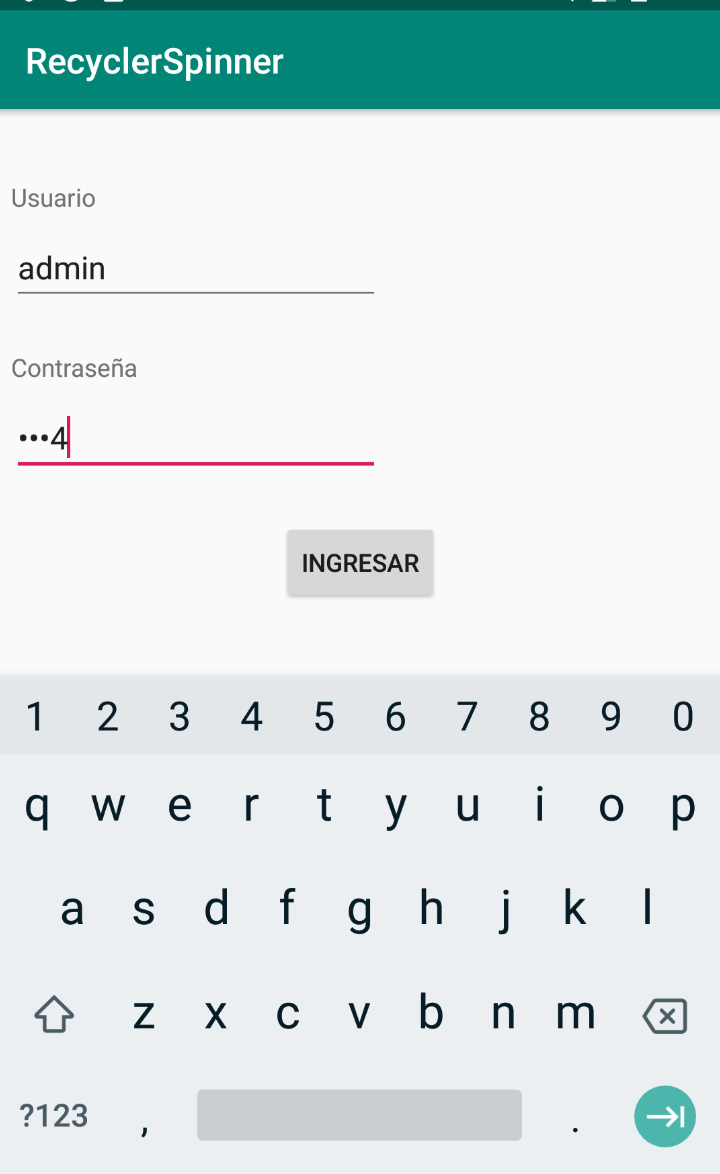 RecyclerSpinner
Usuario
admin
Contraseña
•••4
INGRESAR
1 2 3 4 5 6 7 8 9 0
q w e r t y u i o p
a s d f g h j k l
z x c v b n m
?123 , .